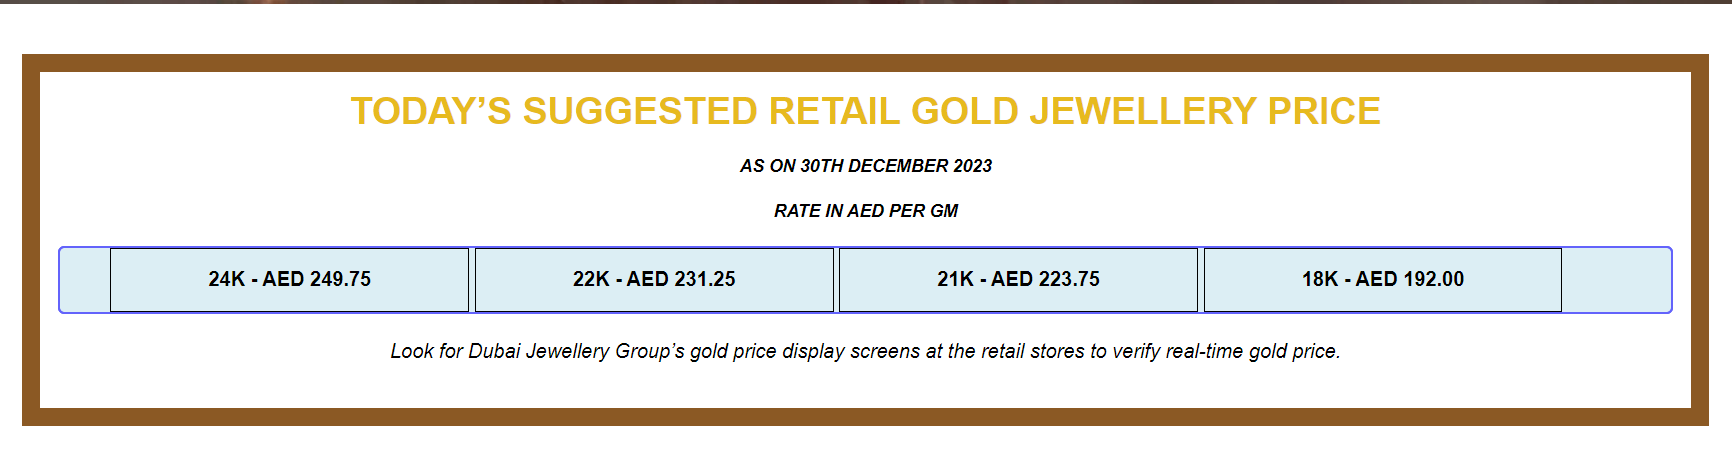 TODAY’S SUGGESTED RETAIL GOLD JEWELLERY PRICE
AS ON 30TH DECEMBER 2023
RATE IN AED PER GM
24K - AED 249.75
22K - AED 231.25
21K - AED 223.75
18K - AED 192.00
Look for Dubai Jewellery Group’s gold price display screens at the retail stores to verify real-time gold price.